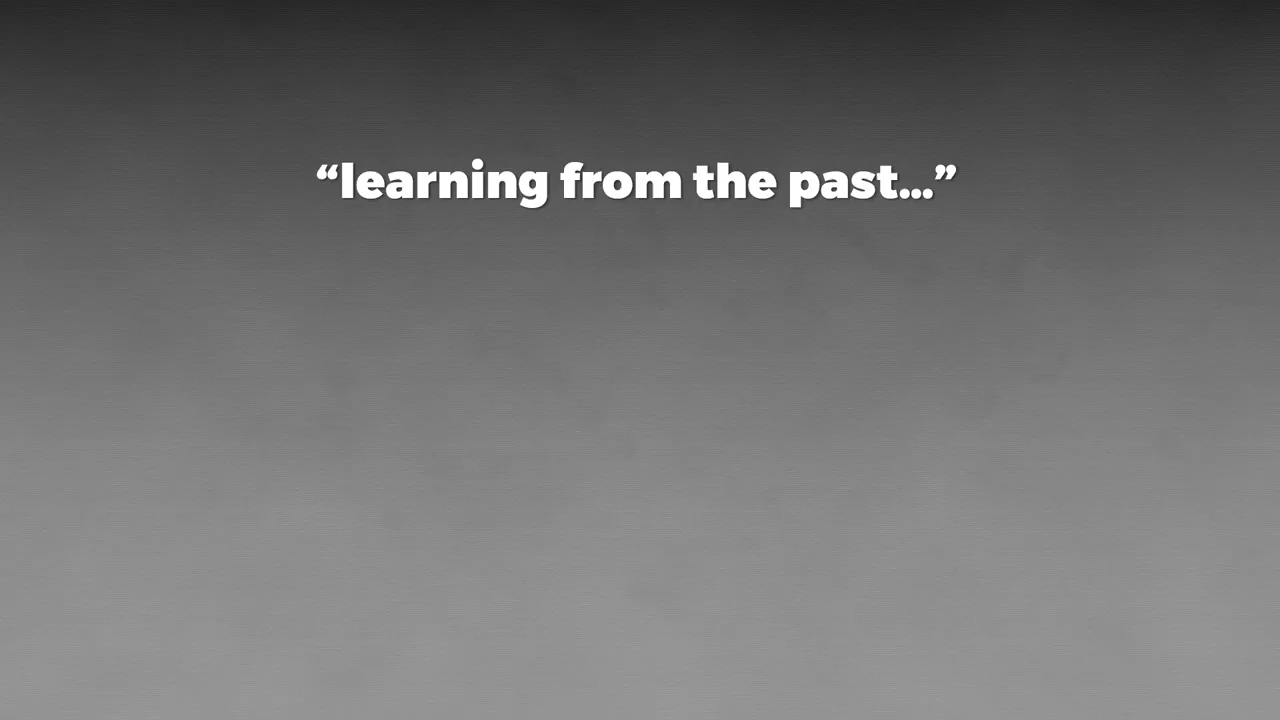 “learning from the past...”